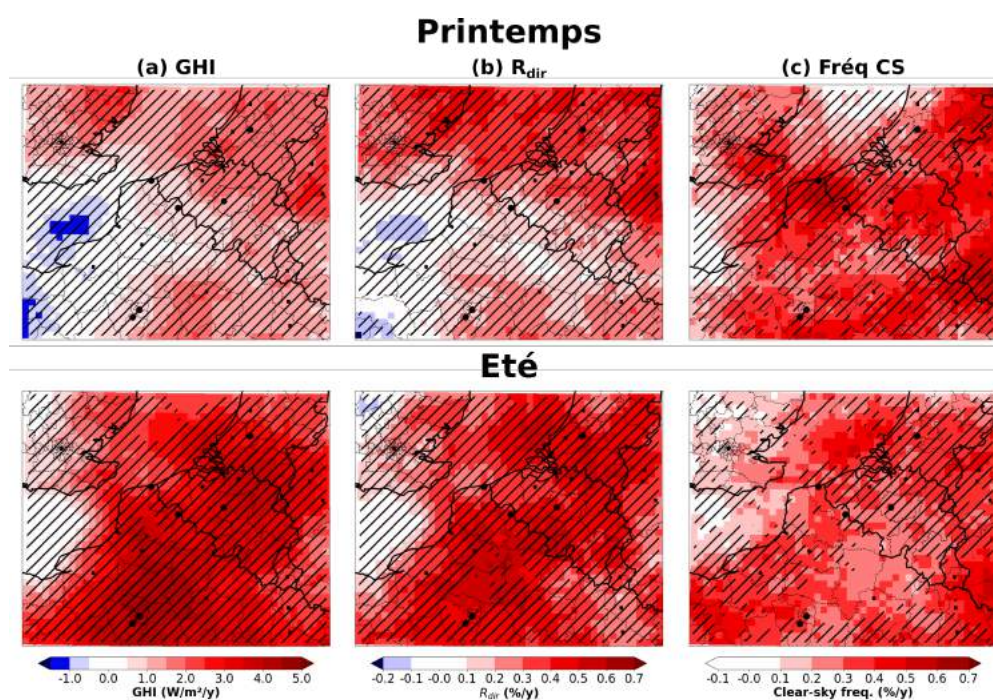 Printemps
(a) GHI (b) Rdir (c) Fréq CS
Eté
-1.0 0.0 1.0 2.0 3.0 4.0 5.0
GHI (W/m²/y)
-0.2 -0.1 -0.0 0.1 0.2 0.3 0.4 0.5 0.6 0.7
Rdir (%/y)
-0.1 -0.0 0.1 0.2 0.3 0.4 0.5 0.6 0.7
Clear-sky freq. (%/y)